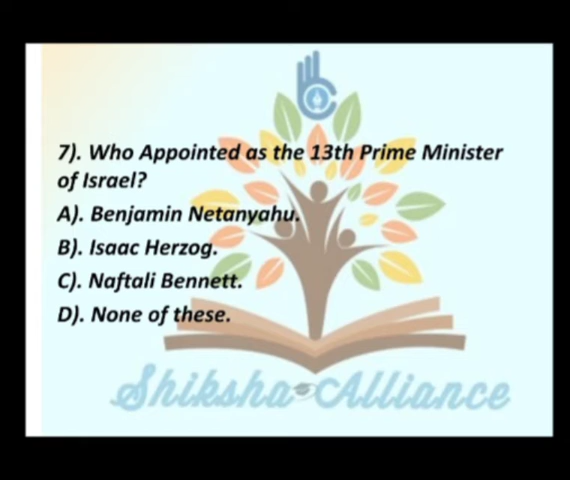 7). Who Appointed as the 13th Prime Minister
of Israel?
A). Benjamin Netanyahu.
B). Isaac Herzog.
C). Naftali Bennett.
D). None of these.
Shiksha Alliance